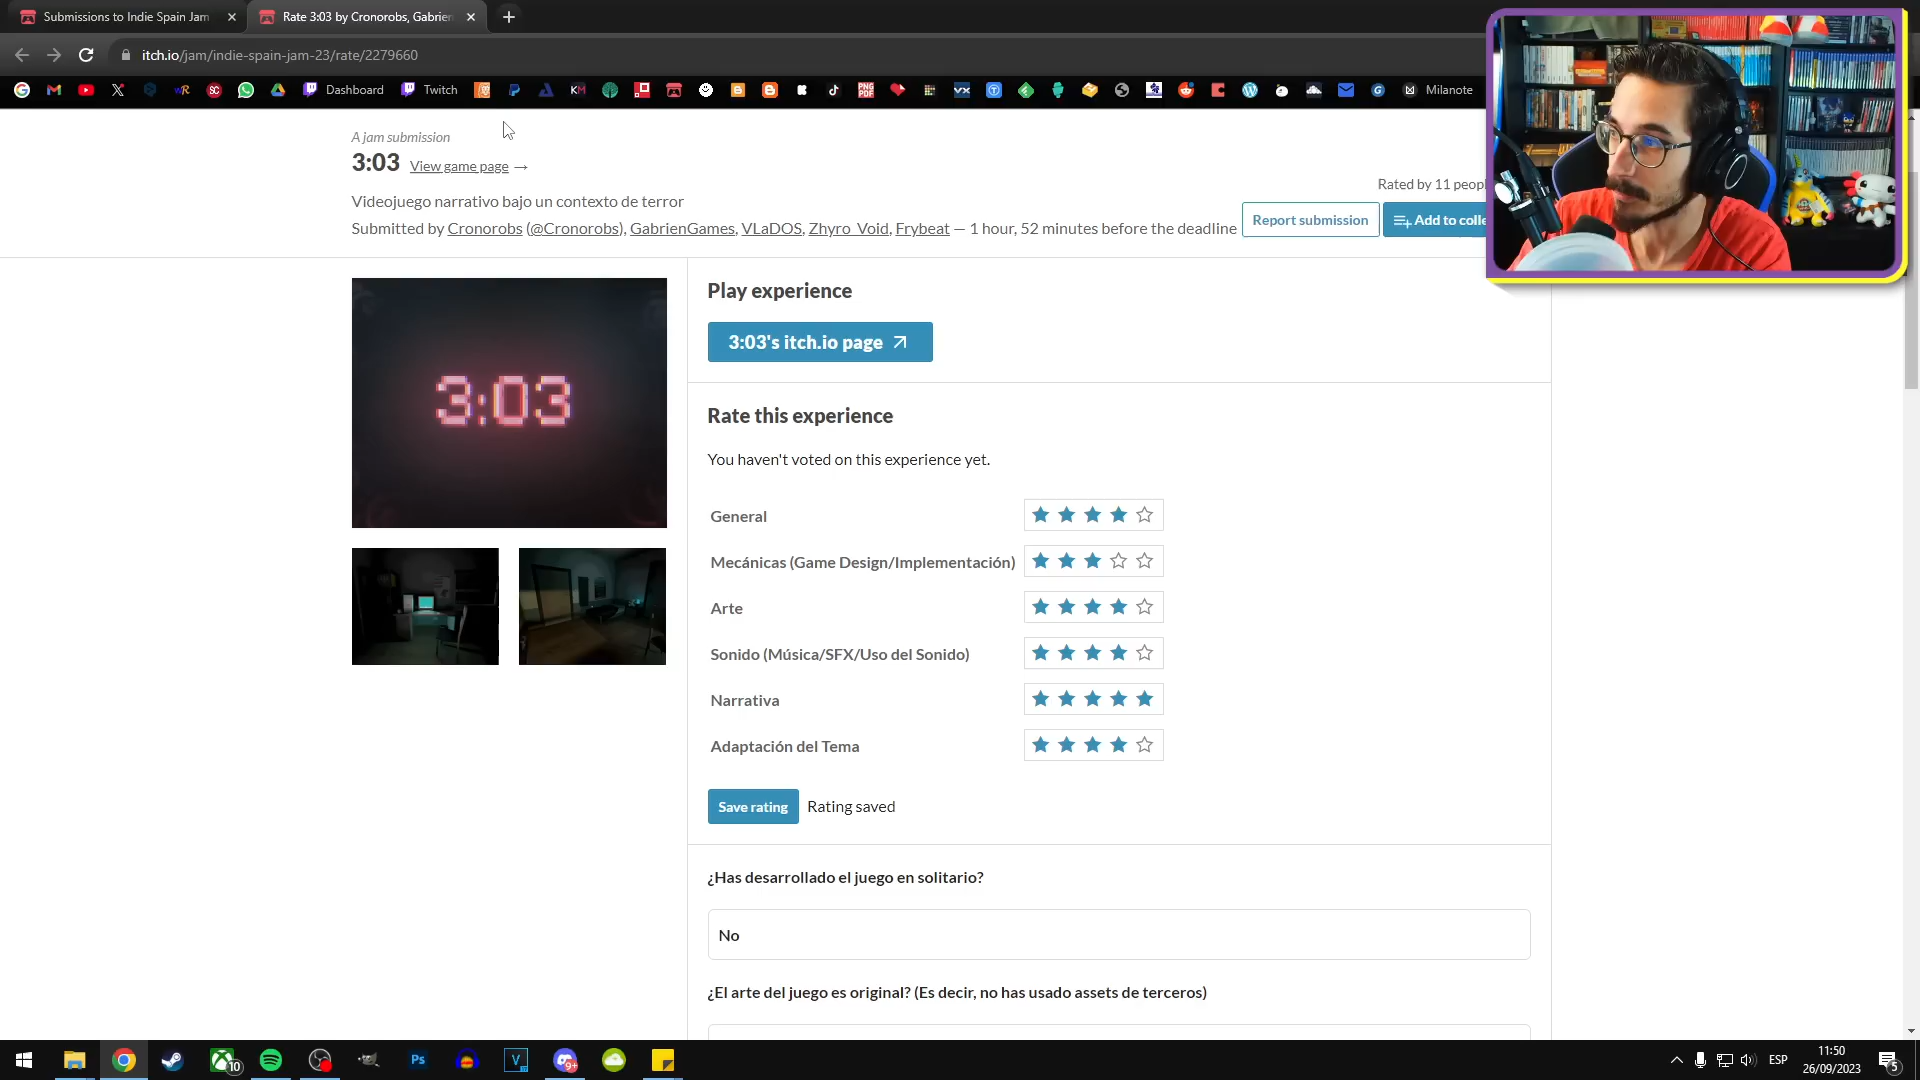 Submissions to Indie Spain Jam
Rate 3:03 by Cronorobs, Gabrien
itch.io/jam/indie-spain-jam-23/rate/2279660
Dashboard
Twitch
Milanote
A jam submission
3:03 View game page →
Rated by 11 peopl
Videojuego narrativo bajo un contexto de terror
Submitted by Cronorobs (@Cronorobs), GabrienGames, VLaDOS, Zhyro_Void, Frybeat — 1 hour, 52 minutes before the deadline
Report submission
Add to colle
3:03
Play experience
3:03's itch.io page
Rate this experience
You haven't voted on this experience yet.
General
Mecánicas (Game Design/Implementación)
Arte
Sonido (Música/SFX/Uso del Sonido)
Narrativa
Adaptación del Tema
Save rating Rating saved
¿Has desarrollado el juego en solitario?
No
¿El arte del juego es original? (Es decir, no has usado assets de terceros)
10
Ps
V
9+
ESP
11:50
26/09/2023
5